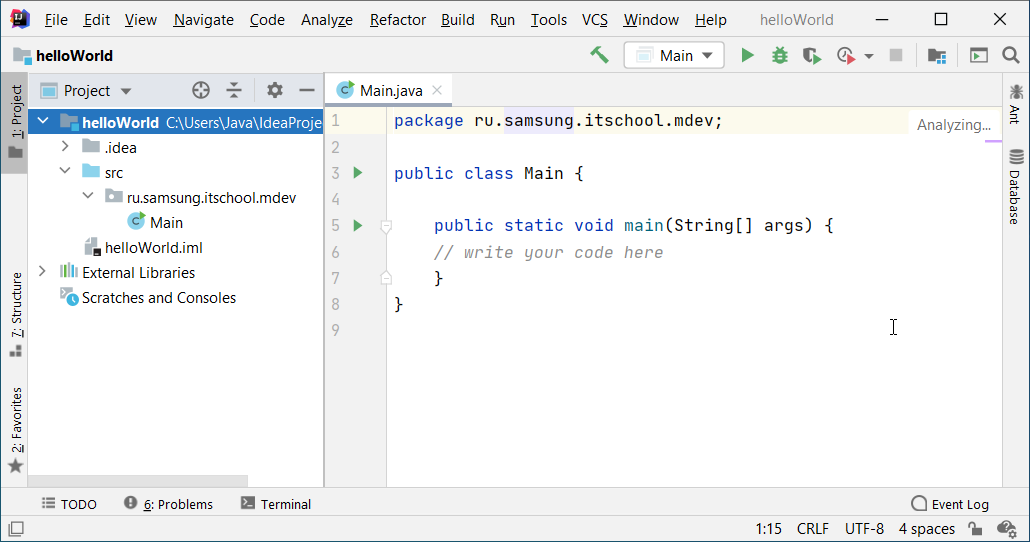 File Edit View Navigate Code Analyze Refactor Build Run Tools VCS Window Help helloWorld
helloWorld Main
1: Project
Project
helloWorld C:\Users\Java\IdeaProje
.idea
src
ru.samsung.itschool.mdev
Main
helloWorld.iml
External Libraries
Scratches and Consoles
7: Structure
2: Favorites
Main.java
1 package ru.samsung.itschool.mdev;
Analyzing...
2
3 public class Main {
4
5 public static void main(String[] args) {
6 // write your code here
7 }
8 }
9
Ant
Database
TODO 6: Problems Terminal Event Log
1:15 CRLF UTF-8 4 spaces